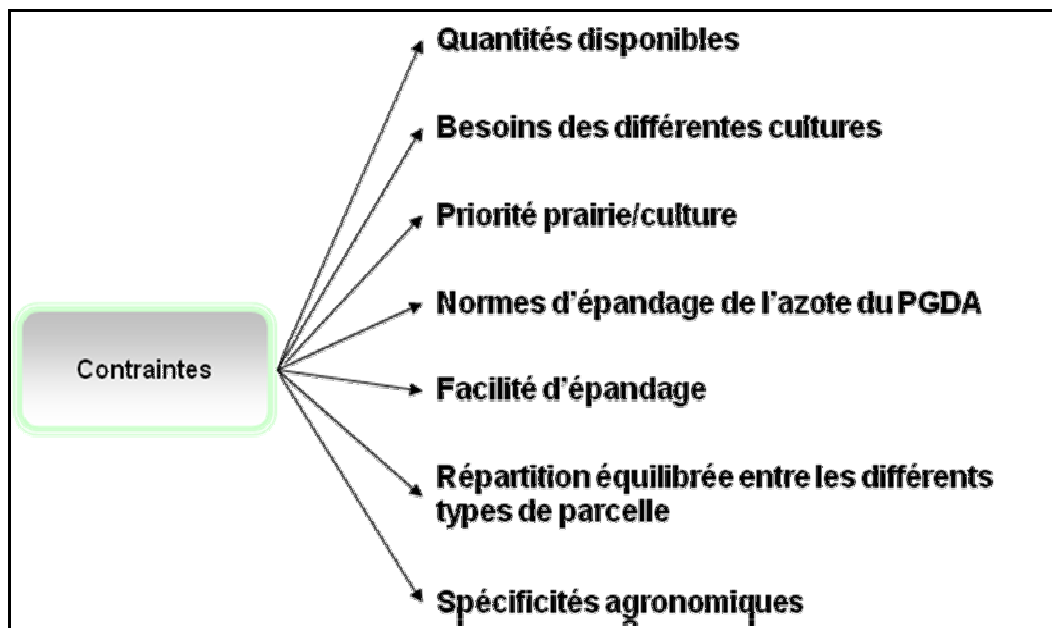 Quantités disponibles
Besoins des différentes cultures
Priorité prairie/culture
Normes d'épandage de l'azote du PGDA
Contraintes
Facilité d'épandage
Répartition équilibrée entre les différents
types de parcelle
Spécificités agronomiques